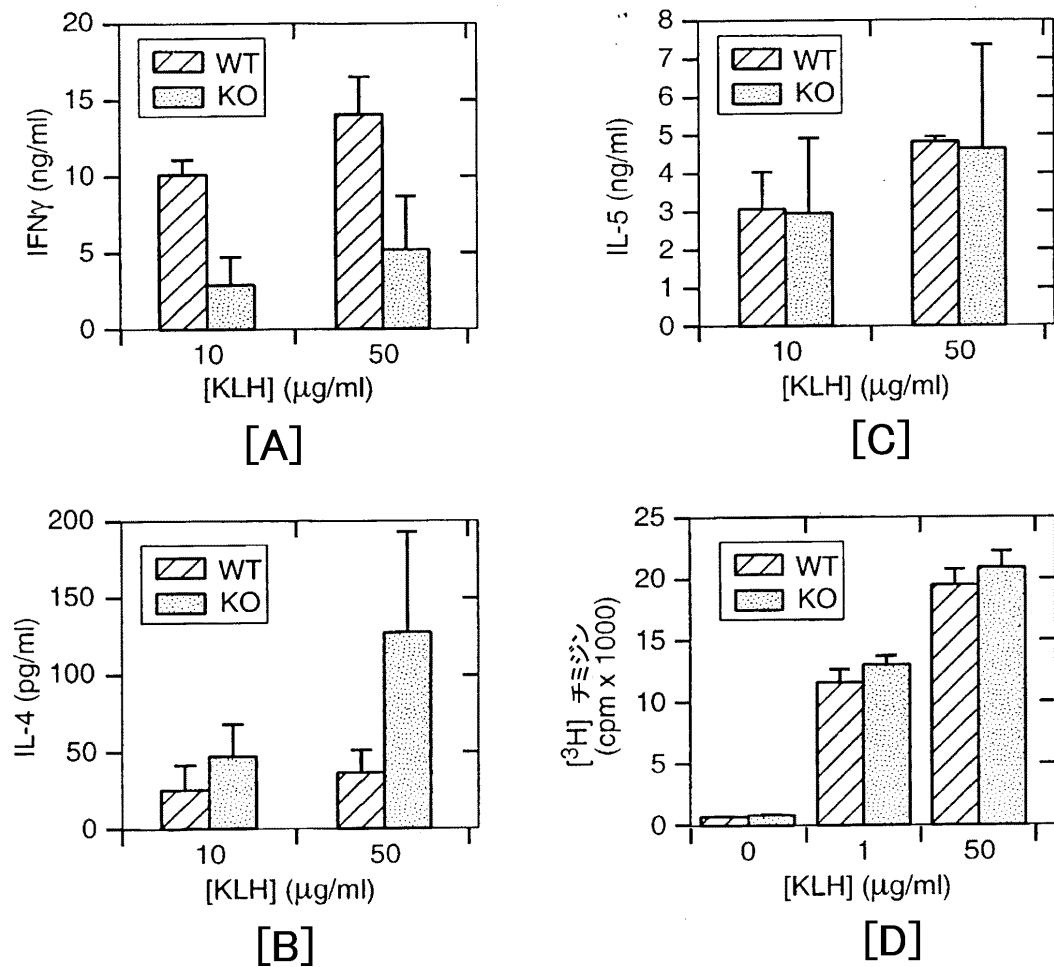 20
15
10
5
0
IFNγ (ng/ml)
WT
KO
10
50
[KLH] (μg/ml)
[A]
8
7
6
5
4
3
2
1
0
IL-5 (ng/ml)
WT
KO
10
50
[KLH] (μg/ml)
[C]
200
150
100
50
0
IL-4 (pg/ml)
WT
KO
10
50
[KLH] (μg/ml)
[B]
25
20
15
10
5
0
[³H] チミジン
(cpm x 1000)
WT
KO
0
1
50
[KLH] (μg/ml)
[D]